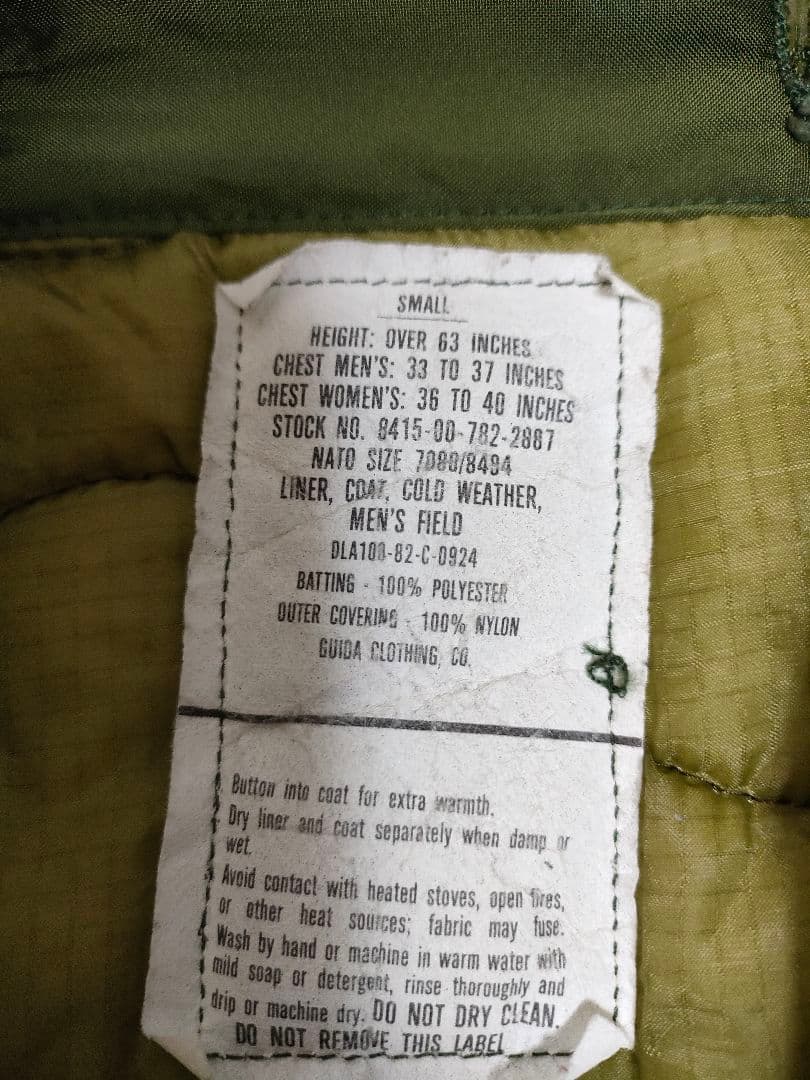 SMALL
HEIGHT: OVER 63 INCHES
CHEST MEN'S: 33 TO 37 INCHES
CHEST WOMEN'S: 36 TO 40 INCHES
STOCK NO. 8415-00-782-2887
NATO SIZE 7080/8494
LINER, COAT, COLD WEATHER,
MEN'S FIELD
DLA100-82-C-0924
BATTING - 100% POLYESTER
OUTER COVERING - 100% NYLON
GUIDA CLOTHING, CO.
Button into coat for extra warmth.
Dry liner and coat separately when damp or
wet.
Avoid contact with heated stoves, open fires,
or other heat sources; fabric may fuse.
Wash by hand or machine in warm water with
mild soap or detergent, rinse thoroughly and
drip or machine dry. DO NOT DRY CLEAN.
DO NOT REMOVE THIS LABEL